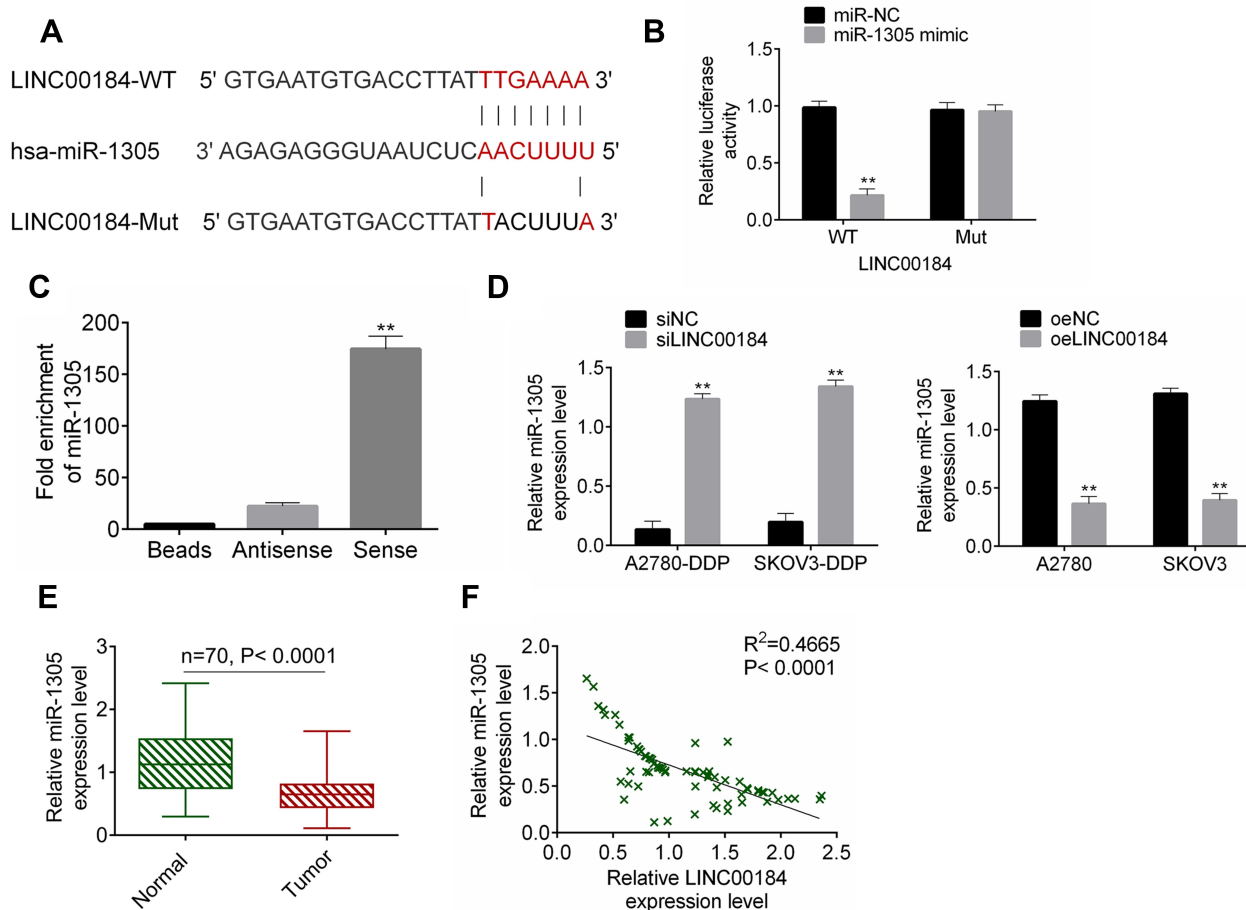 A
LINC00184-WT 5' GTGAATGTGACCTTATTTGAAAA 3'
hsa-miR-1305 3' AGAGAGGGUAAUCUCAACUUUU 5'
LINC00184-Mut 5' GTGAATGTGACCTTATTACUUUA 3'
B
miR-NC
miR-1305 mimic
Relative luciferase
activity
1.5
1.0
0.5
0.0
**
WT
Mut
LINC00184
C
Fold enrichment
of miR-1305
200
150
100
50
0
**
Beads
Antisense
Sense
D
siNC
siLINC00184
Relative miR-1305
expression level
1.5
1.0
0.5
0.0
**
**
A2780-DDP
SKOV3-DDP
oeNC
oeLINC00184
Relative miR-1305
expression level
1.5
1.0
0.5
0.0
**
**
A2780
SKOV3
E
Relative miR-1305
expression level
3
2
1
0
n=70, P< 0.0001
Normal
Tumor
F
Relative miR-1305
expression level
2.0
1.5
1.0
0.5
0.0
R²=0.4665
P< 0.0001
0.0
0.5
1.0
1.5
2.0
2.5
Relative LINC00184
expression level